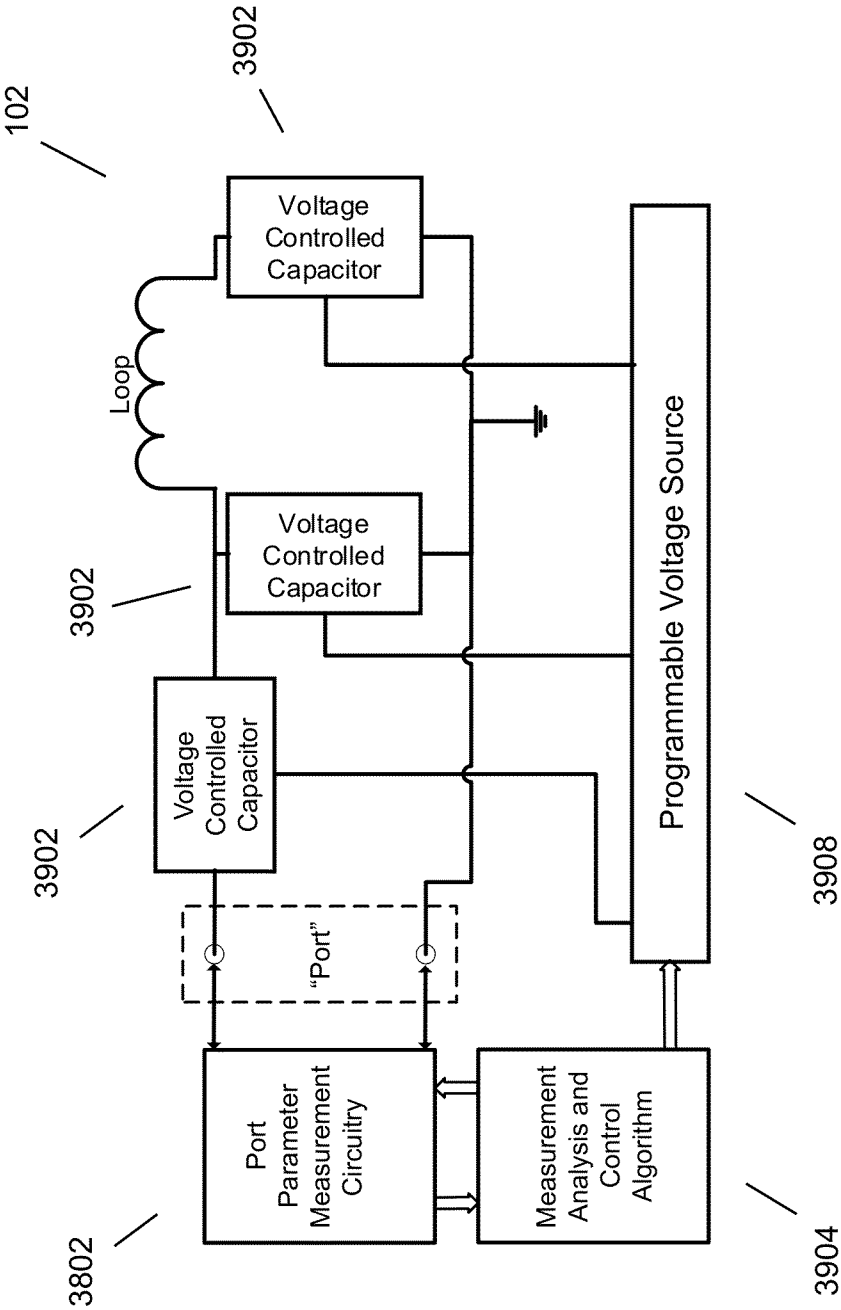 102
3902
Loop
Voltage
Controlled
Capacitor
Voltage
Controlled
Capacitor
3902
Voltage
Controlled
Capacitor
3902
“Port”
Port
Parameter
Measurement
Circuitry
3802
Measurement
Analysis and
Control
Algorithm
3904
Programmable Voltage Source
3908